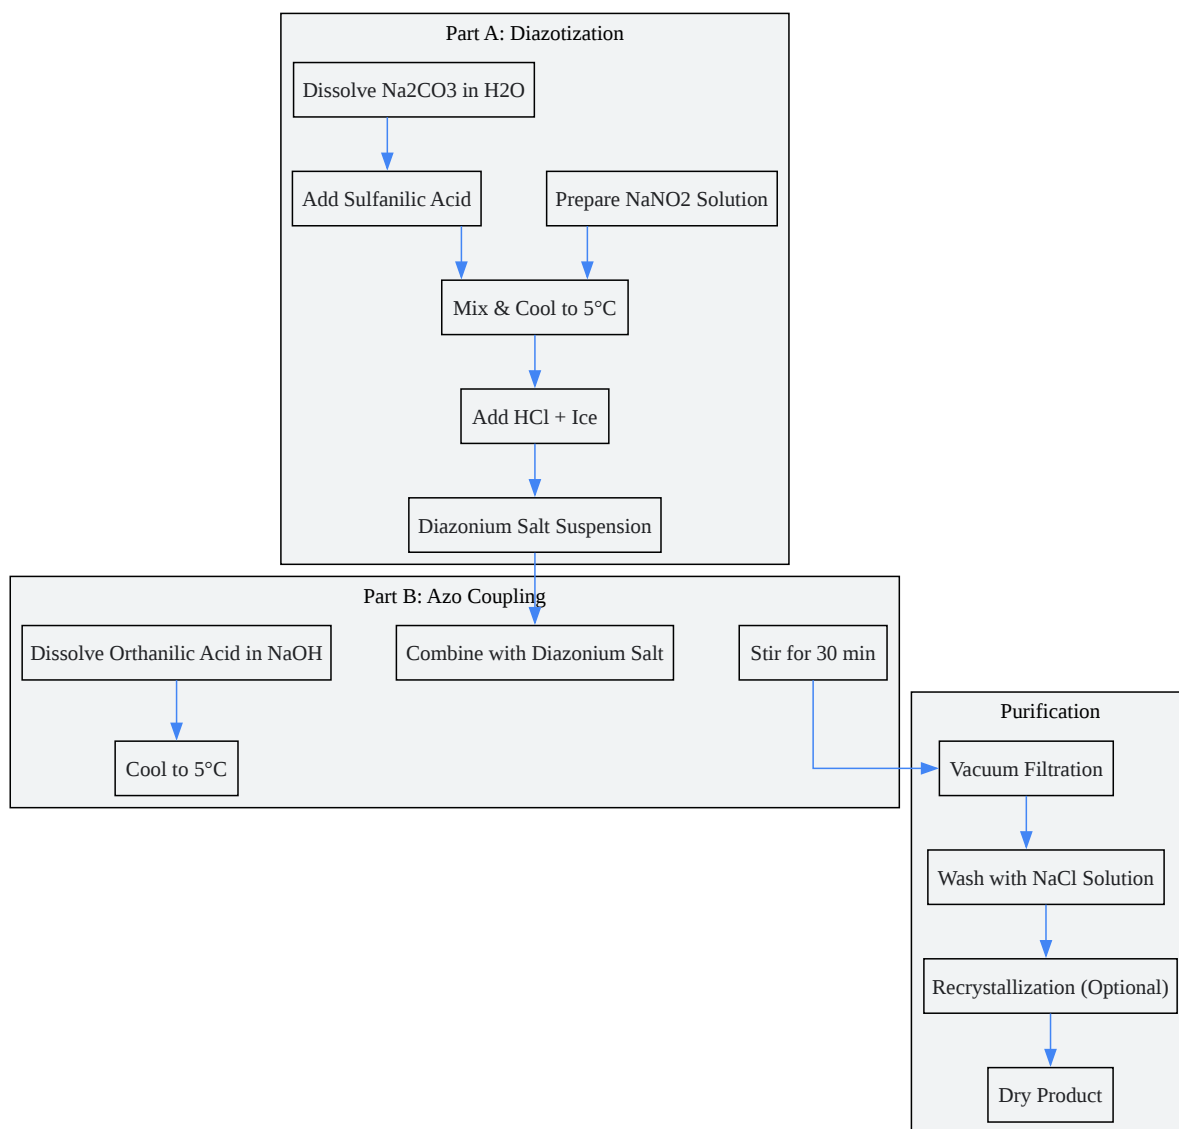 Part A: Diazotization
Dissolve Na2CO3 in H2O
Add Sulfanilic Acid
Prepare NaNO2 Solution
Mix & Cool to 5°C
Add HCl + Ice
Diazonium Salt Suspension
Part B: Azo Coupling
Dissolve Orthanilic Acid in NaOH
Combine with Diazonium Salt
Stir for 30 min
Cool to 5°C
Purification
Vacuum Filtration
Wash with NaCl Solution
Recrystallization (Optional)
Dry Product